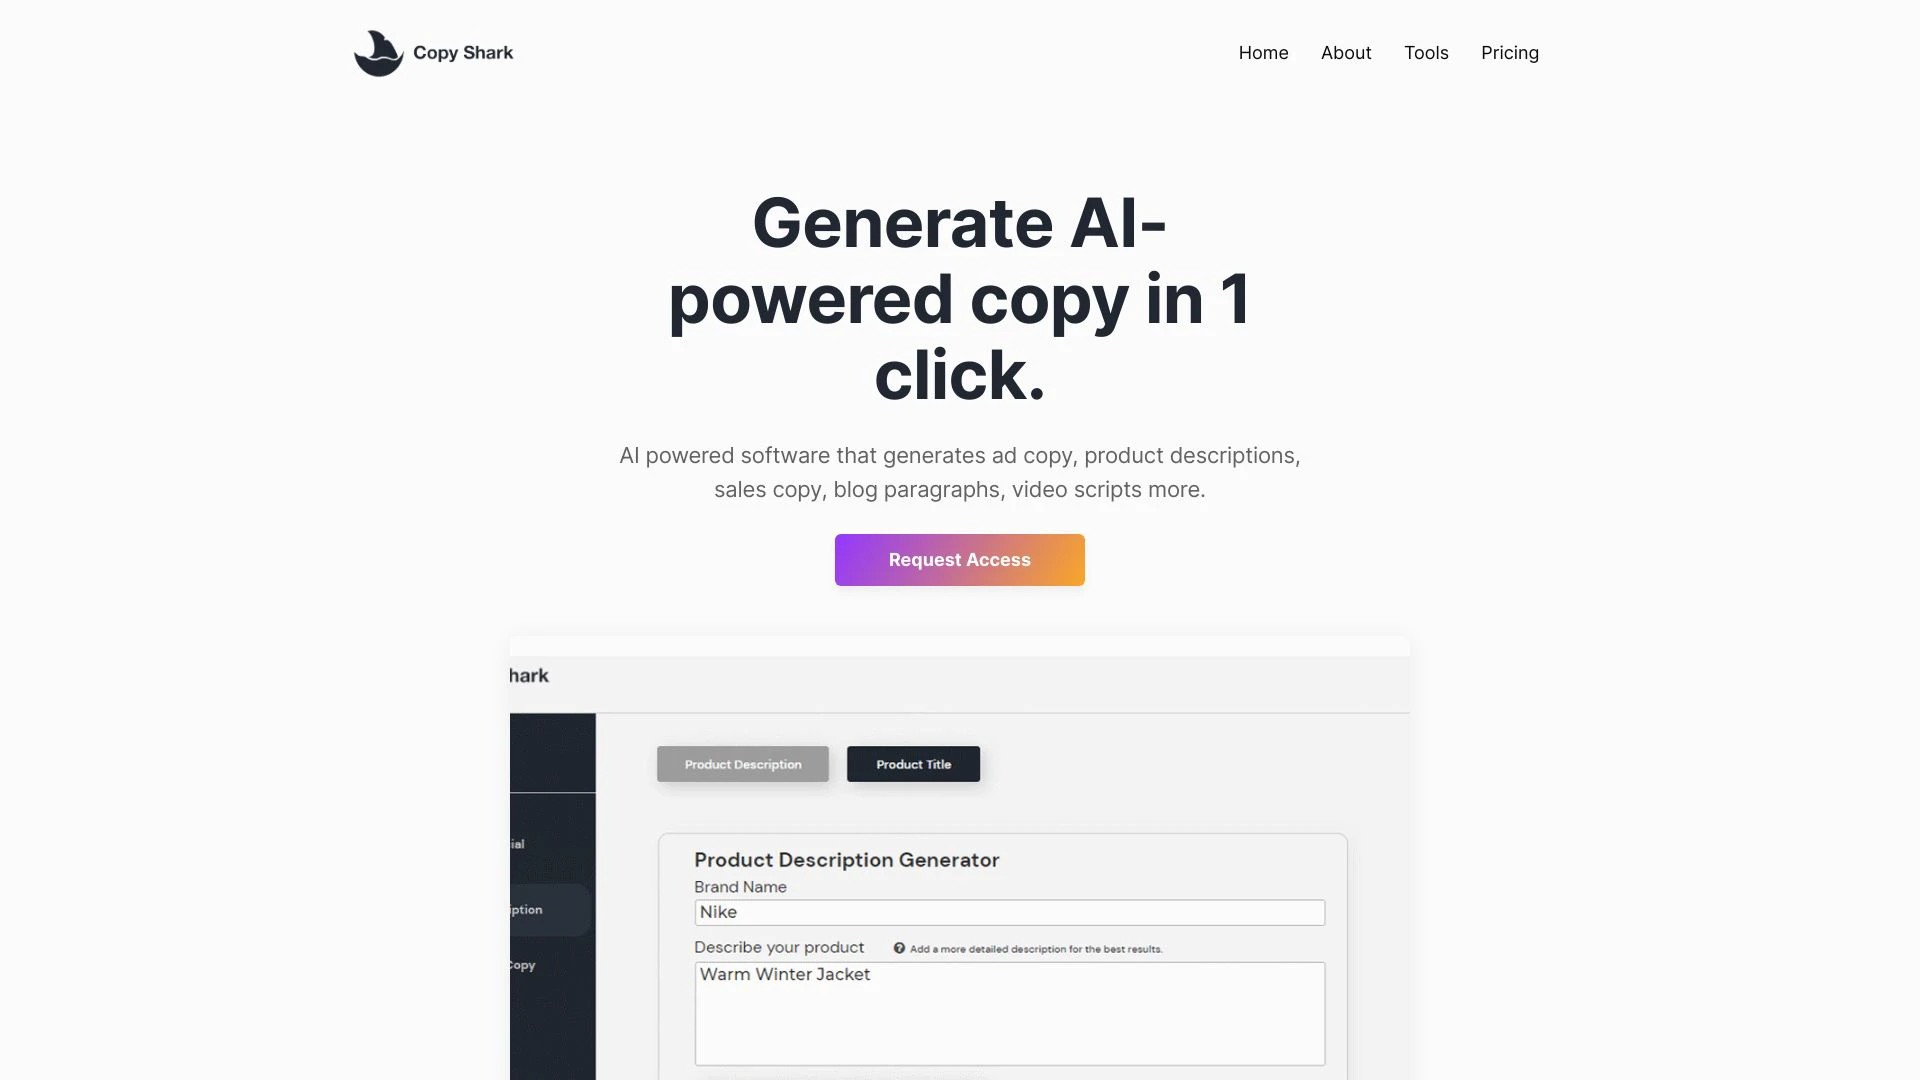 Copy Shark
Home About Tools Pricing
Generate AI-
powered copy in 1
click.
AI powered software that generates ad copy, product descriptions,
sales copy, blog paragraphs, video scripts more.
Request Access
hark
Product Description Product Title
ial
iption
Copy
Product Description Generator
Brand Name
Nike
Describe your product Add a more detailed description for the best results.
Warm Winter Jacket